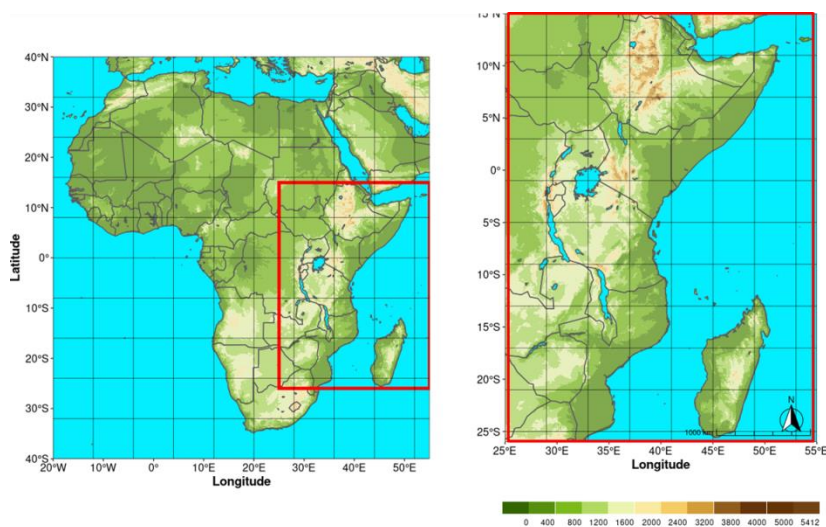 40°N
30°N
20°N
10°N
0°
10°S
20°S
30°S
40°S
Latitude
20°W 10°W 0° 10°E 20°E 30°E 40°E 50°E
Longitude
15°N
10°N
5°N
0°
5°S
10°S
15°S
20°S
25°S
N
1000 km
25°E 30°E 35°E 40°E 45°E 50°E 55°E
Longitude
0 400 800 1200 1600 2000 2400 3200 3800 4000 5000 5412